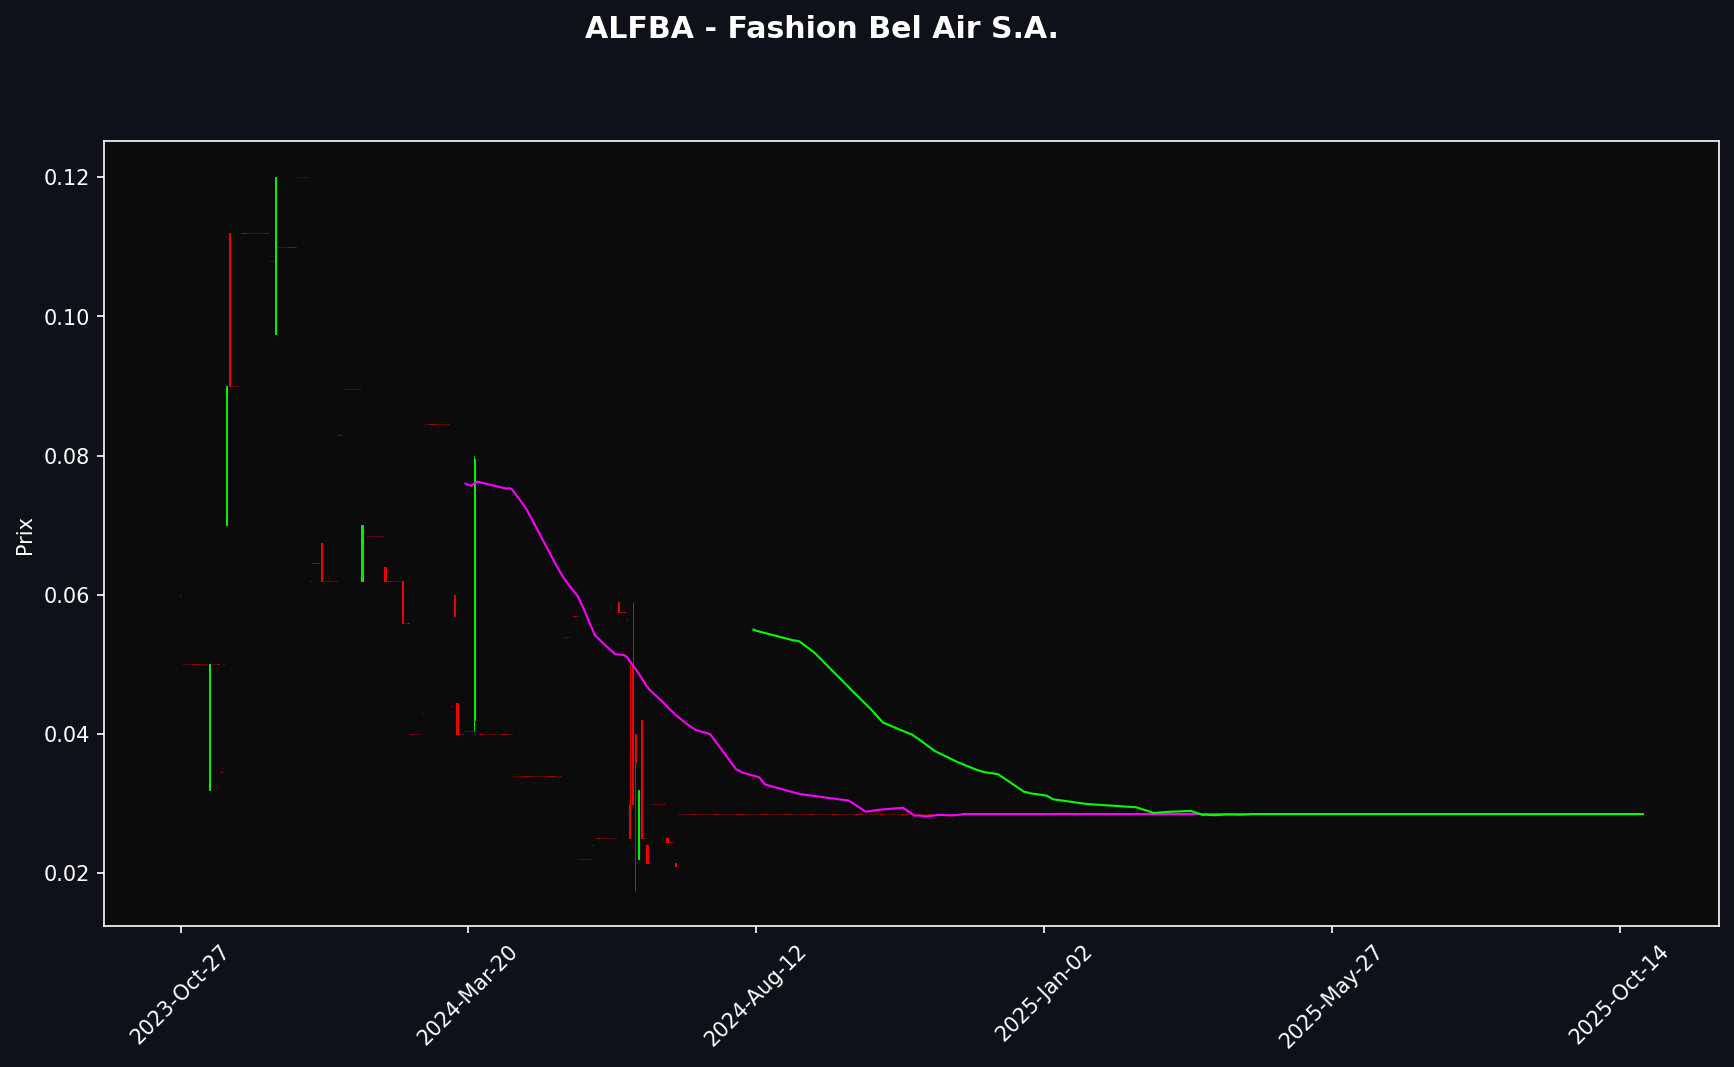 ALFBA - Fashion Bel Air S.A.
Prix
0.12
0.10
0.08
0.06
0.04
0.02
2023-Oct-27
2024-Mar-20
2024-Aug-12
2025-Jan-02
2025-May-27
2025-Oct-14